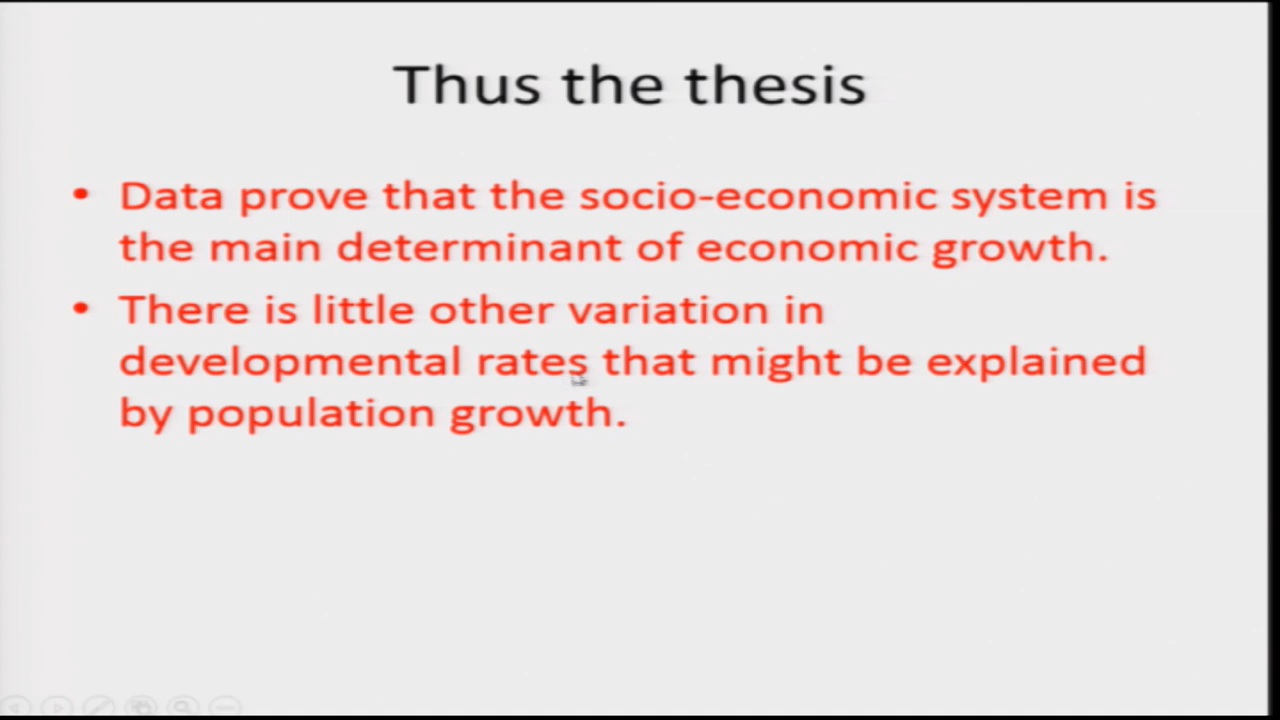 Thus the thesis
• Data prove that the socio-economic system is
the main determinant of economic growth.
• There is little other variation in
developmental rates that might be explained
by population growth.